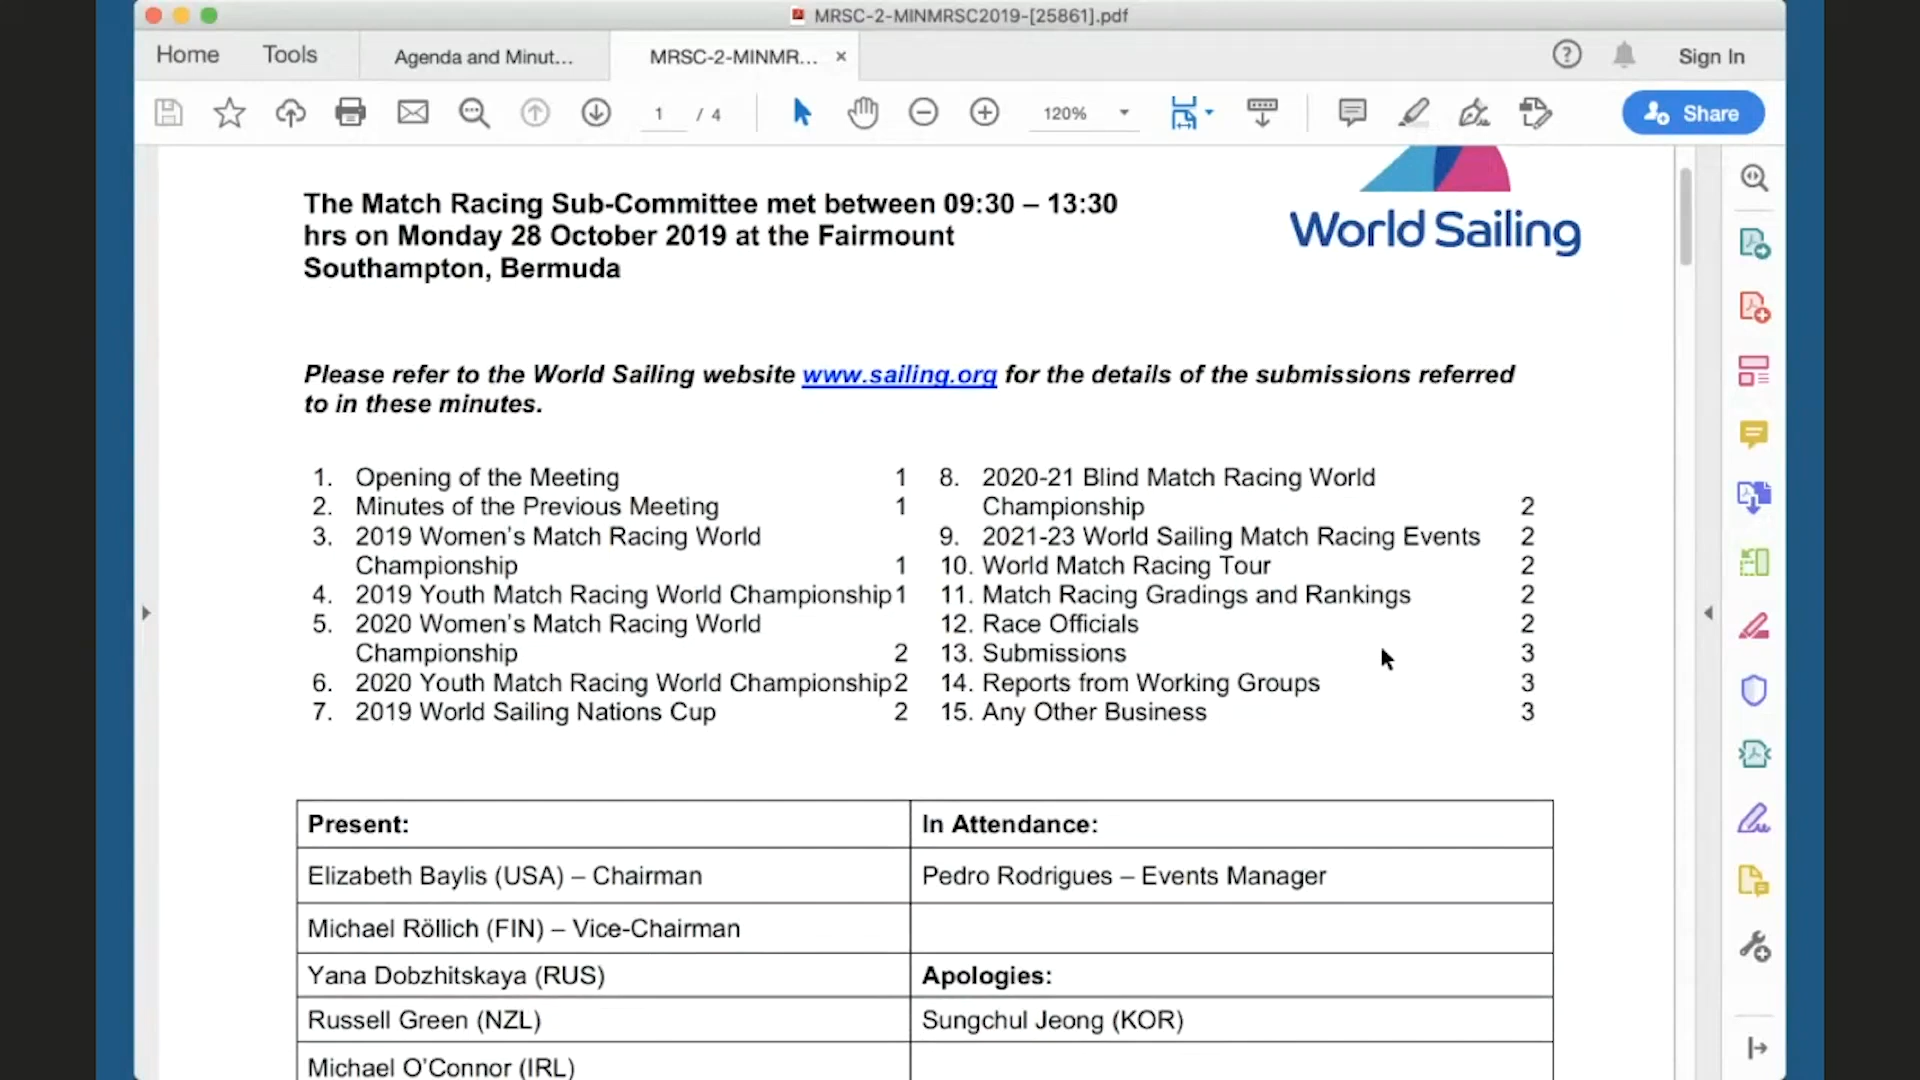 MRSC-2-MINMRSC2019-[25861].pdf
Home
Tools
Agenda and Minut...
MRSC-2-MINMR...
Sign In
1 / 4
120%
Share
World Sailing
The Match Racing Sub-Committee met between 09:30 – 13:30
hrs on Monday 28 October 2019 at the Fairmount
Southampton, Bermuda
Please refer to the World Sailing website www.sailing.org for the details of the submissions referred
to in these minutes.
1. Opening of the Meeting 1
2. Minutes of the Previous Meeting 1
3. 2019 Women's Match Racing World
Championship 1
4. 2019 Youth Match Racing World Championship 1
5. 2020 Women's Match Racing World
Championship 2
6. 2020 Youth Match Racing World Championship 2
7. 2019 World Sailing Nations Cup 2
8. 2020-21 Blind Match Racing World
Championship 2
9. 2021-23 World Sailing Match Racing Events 2
10. World Match Racing Tour 2
11. Match Racing Gradings and Rankings 2
12. Race Officials 2
13. Submissions 3
14. Reports from Working Groups 3
15. Any Other Business 3
Present: In Attendance:
Elizabeth Baylis (USA) – Chairman Pedro Rodrigues – Events Manager
Michael Röllich (FIN) – Vice-Chairman
Yana Dobzhitskaya (RUS) Apologies:
Russell Green (NZL) Sungchul Jeong (KOR)
Michael O'Connor (IRL)